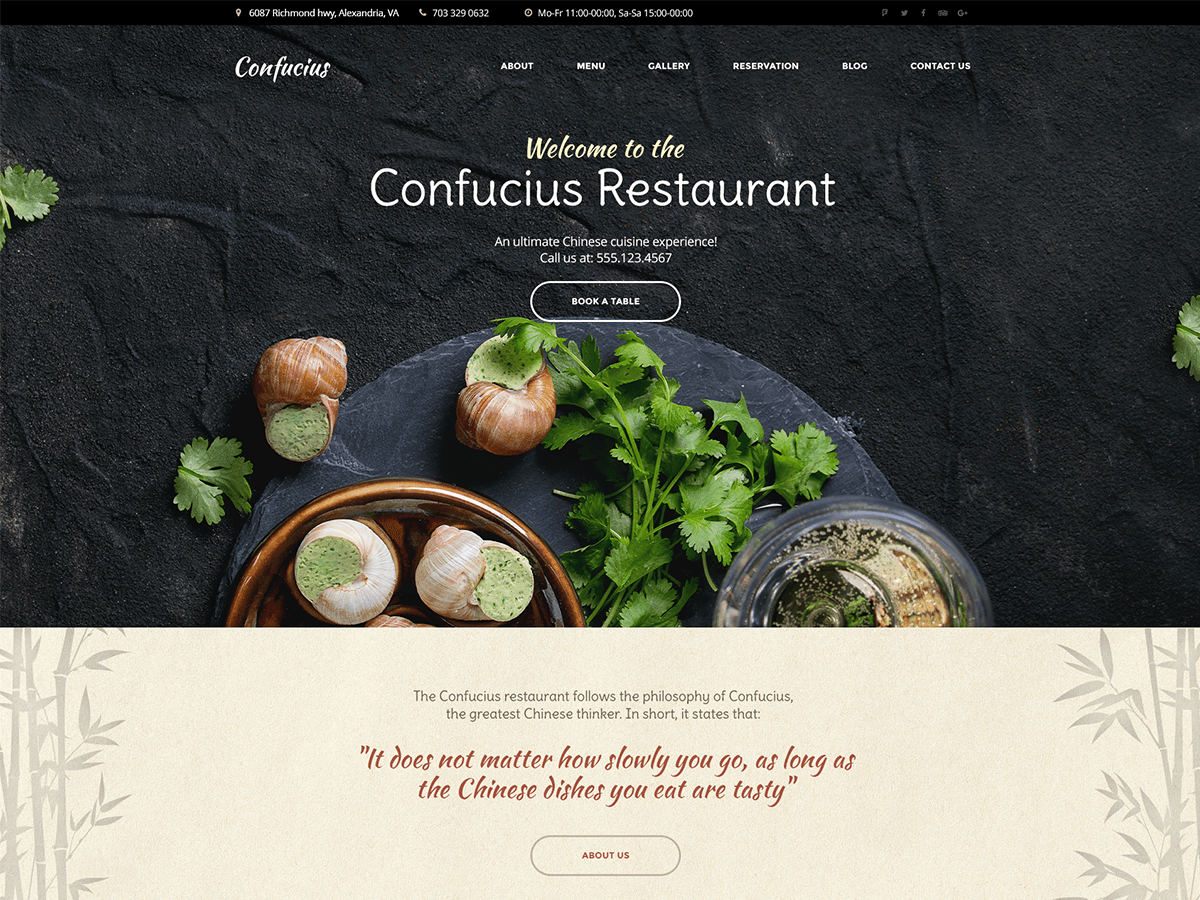 6087 Richmond hwy, Alexandria, VA 703 329 0632 Mo-Fr 11:00-00:00, Sa-Sa 15:00-00:00
Confucius ABOUT MENU GALLERY RESERVATION BLOG CONTACT US
Welcome to the
Confucius Restaurant
An ultimate Chinese cuisine experience!
Call us at: 555.123.4567
BOOK A TABLE
The Confucius restaurant follows the philosophy of Confucius,
the greatest Chinese thinker. In short, it states that:
"It does not matter how slowly you go, as long as
the Chinese dishes you eat are tasty"
ABOUT US